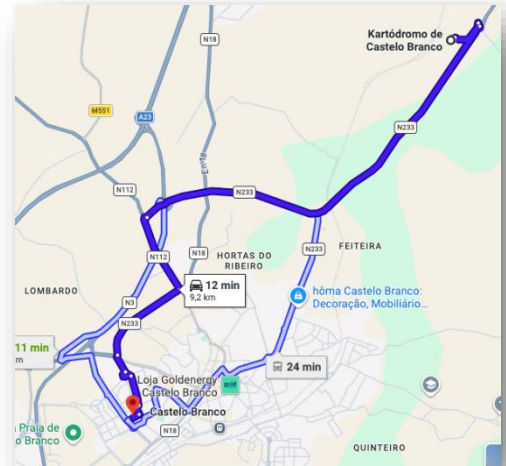 Kartódromo de
Castelo Branco
N18
N113
M551
A23
N233
N112
N233
N233
N18
HORTAS DO
RIBEIRO
FEITEIRA
N112
LOMBARDO
12 min
9,2 km
hôma Castelo Branco:
Decoração, Mobiliário...
N3
N233
11 min
m
24 min
Loja Goldenergy
Castelo Branco
Castelo Branco
N18
Praia de
o Branco
QUINTEIRO